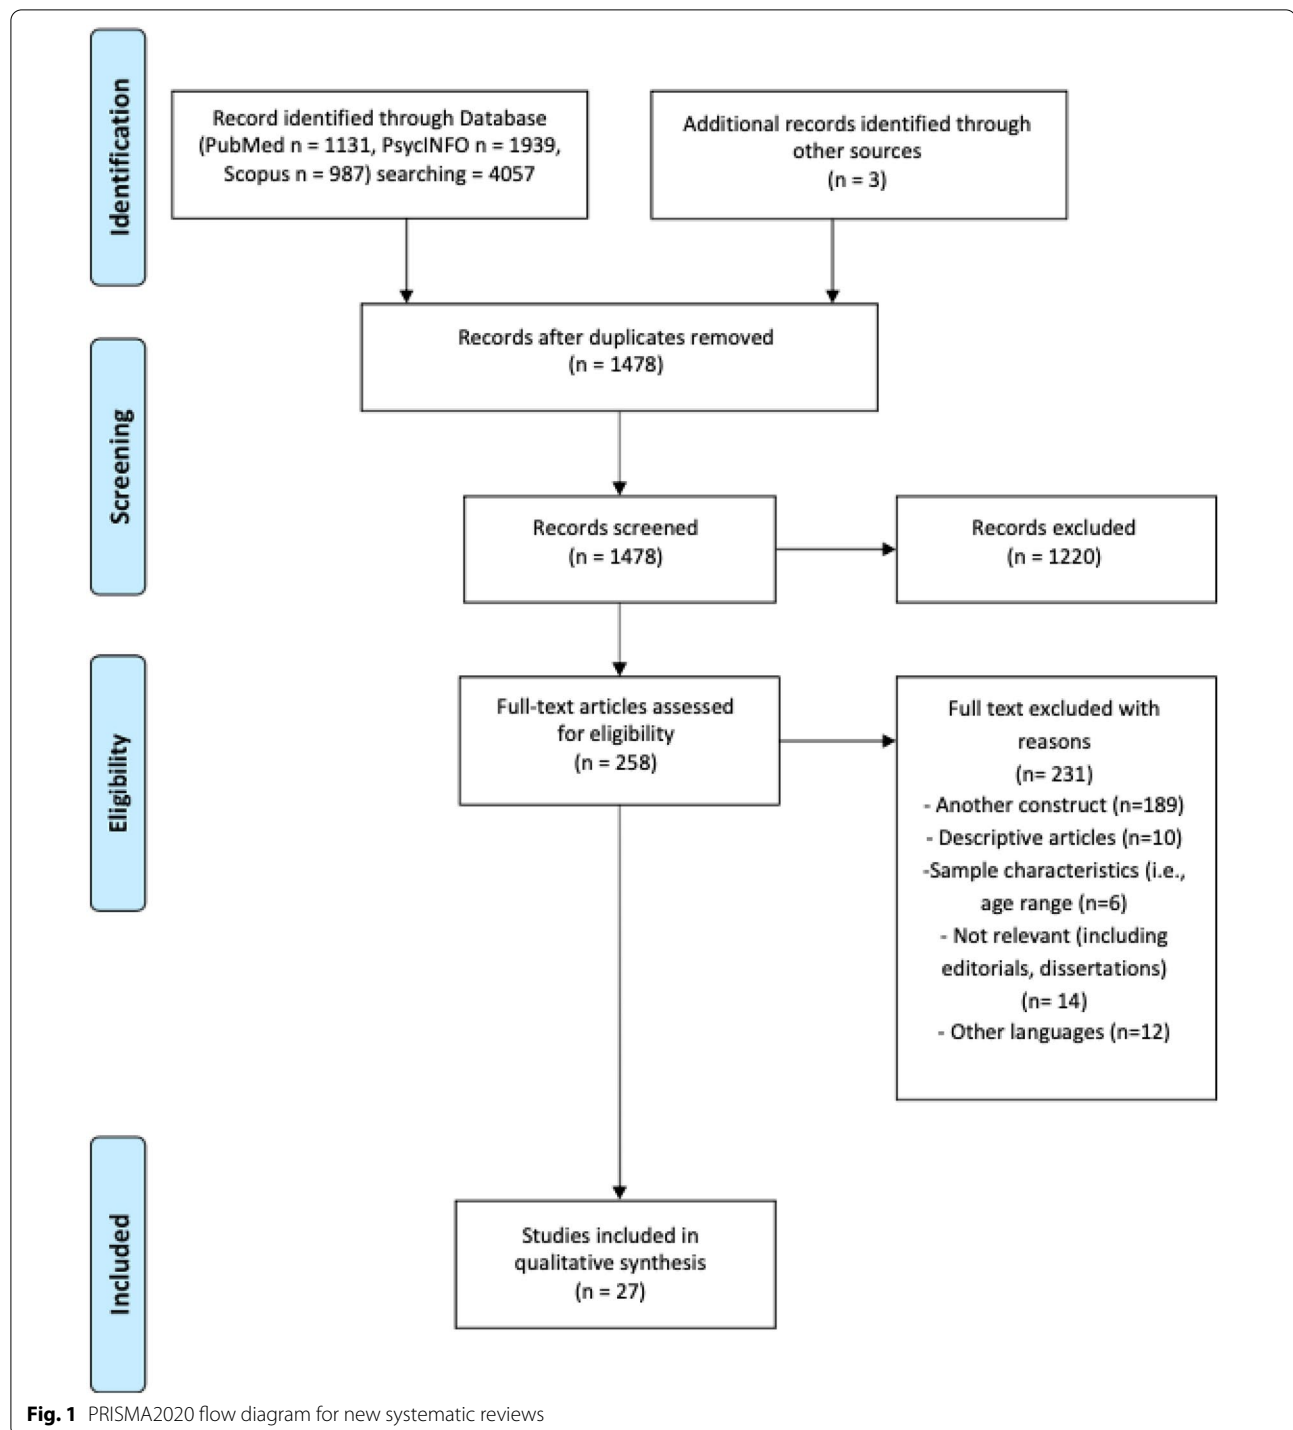 Identification
Record identified through Database
(PubMed n = 1131, PsycINFO n = 1939,
Scopus n = 987) searching = 4057
Additional records identified through
other sources
(n = 3)
Records after duplicates removed
(n = 1478)
Screening
Records screened
(n = 1478)
Records excluded
(n = 1220)
Eligibility
Full-text articles assessed
for eligibility
(n = 258)
Full text excluded with
reasons
(n= 231)
- Another construct (n=189)
- Descriptive articles (n=10)
-Sample characteristics (i.e.,
age range (n=6)
- Not relevant (including
editorials, dissertations)
(n= 14)
- Other languages (n=12)
Included
Studies included in
qualitative synthesis
(n = 27)
Fig. 1 PRISMA2020 flow diagram for new systematic reviews